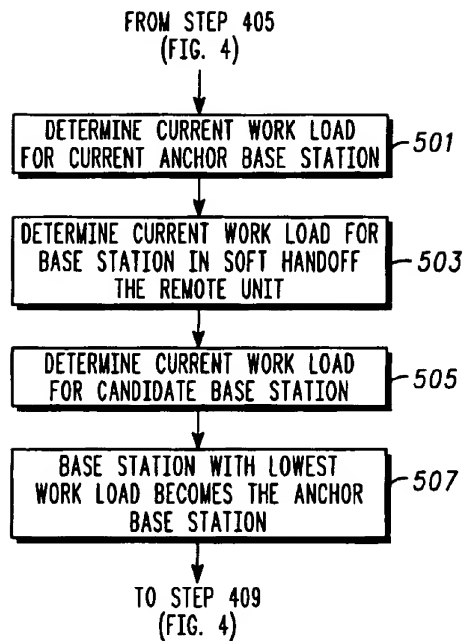 FROM STEP 405
(FIG. 4)
DETERMINE CURRENT WORK LOAD
FOR CURRENT ANCHOR BASE STATION
501
DETERMINE CURRENT WORK LOAD FOR
BASE STATION IN SOFT HANDOFF
THE REMOTE UNIT
503
DETERMINE CURRENT WORK LOAD
FOR CANDIDATE BASE STATION
505
BASE STATION WITH LOWEST
WORK LOAD BECOMES THE ANCHOR
BASE STATION
507
TO STEP 409
(FIG. 4)